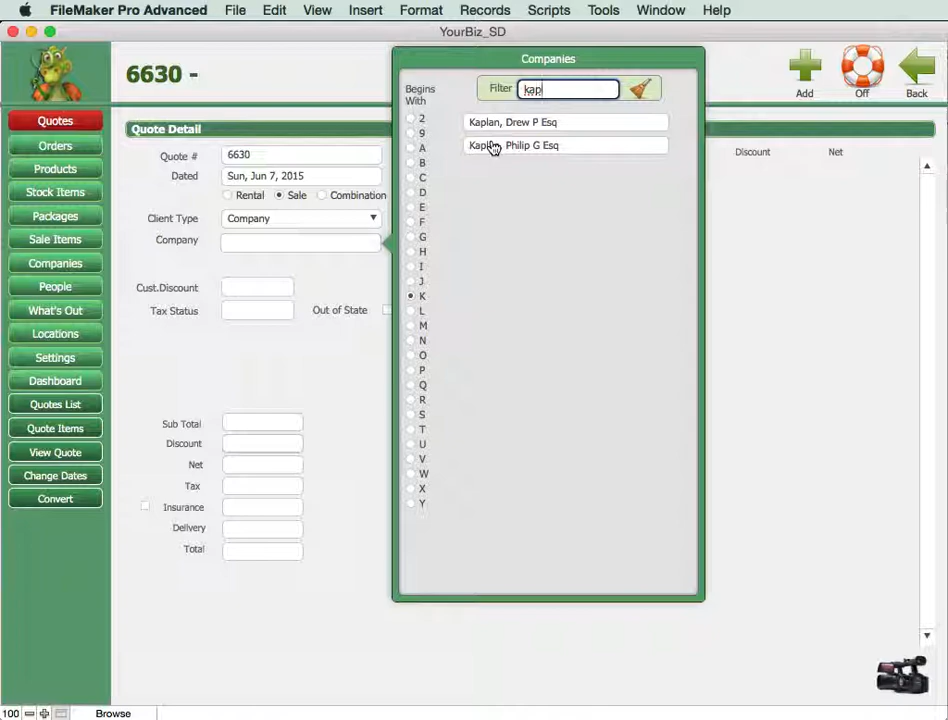 FileMaker Pro Advanced File Edit View Insert Format Records Scripts Tools Window Help
YourBiz_SD
6630 -
Add Off Back
Quotes
Orders
Products
Stock Items
Packages
Sale Items
Companies
People
What's Out
Locations
Settings
Dashboard
Quotes List
Quote Items
View Quote
Change Dates
Convert
Quote Detail
Quote # 6630
Dated Sun, Jun 7, 2015
Rental Sale Combination
Client Type Company
Company
Cust.Discount
Tax Status Out of State
Sub Total
Discount
Net
Tax
Insurance
Delivery
Total
Companies
Begins
With
Filter kap
Kaplan, Drew P Esq
Kaplan, Philip G Esq
2
9
A
B
C
D
E
F
G
H
I
J
K
L
M
N
O
P
Q
R
S
T
U
V
W
X
Y
Discount Net
100 Browse